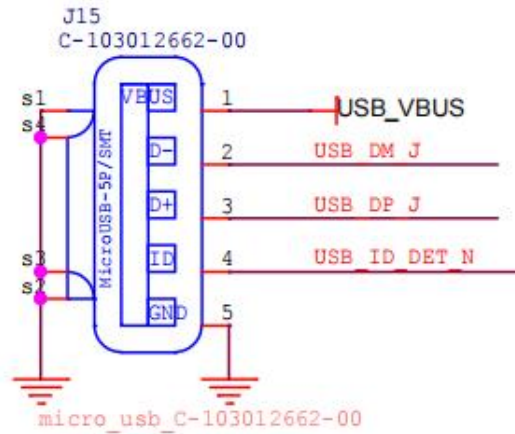 J15
C-103012662-00
s1
VBUS
1
USB_VBUS
s4
D-
2
USB_DM_J
MicroUSB-5P/SMT
D+
3
USB_DP_J
s3
ID
4
USB_ID_DET_N
s2
GND
5
micro_usb_C-103012662-00